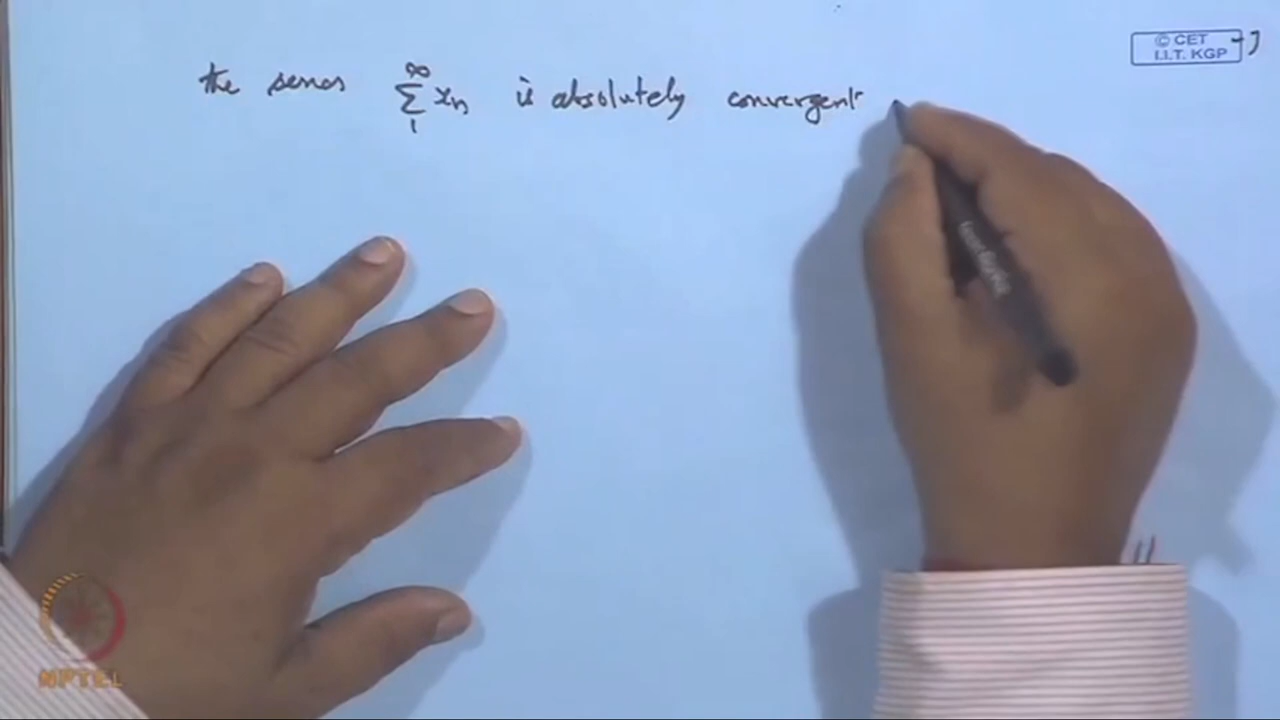 the series ∞∑1 xn is absolutely convergent
© CET
I.I.T. KGP
NPTEL